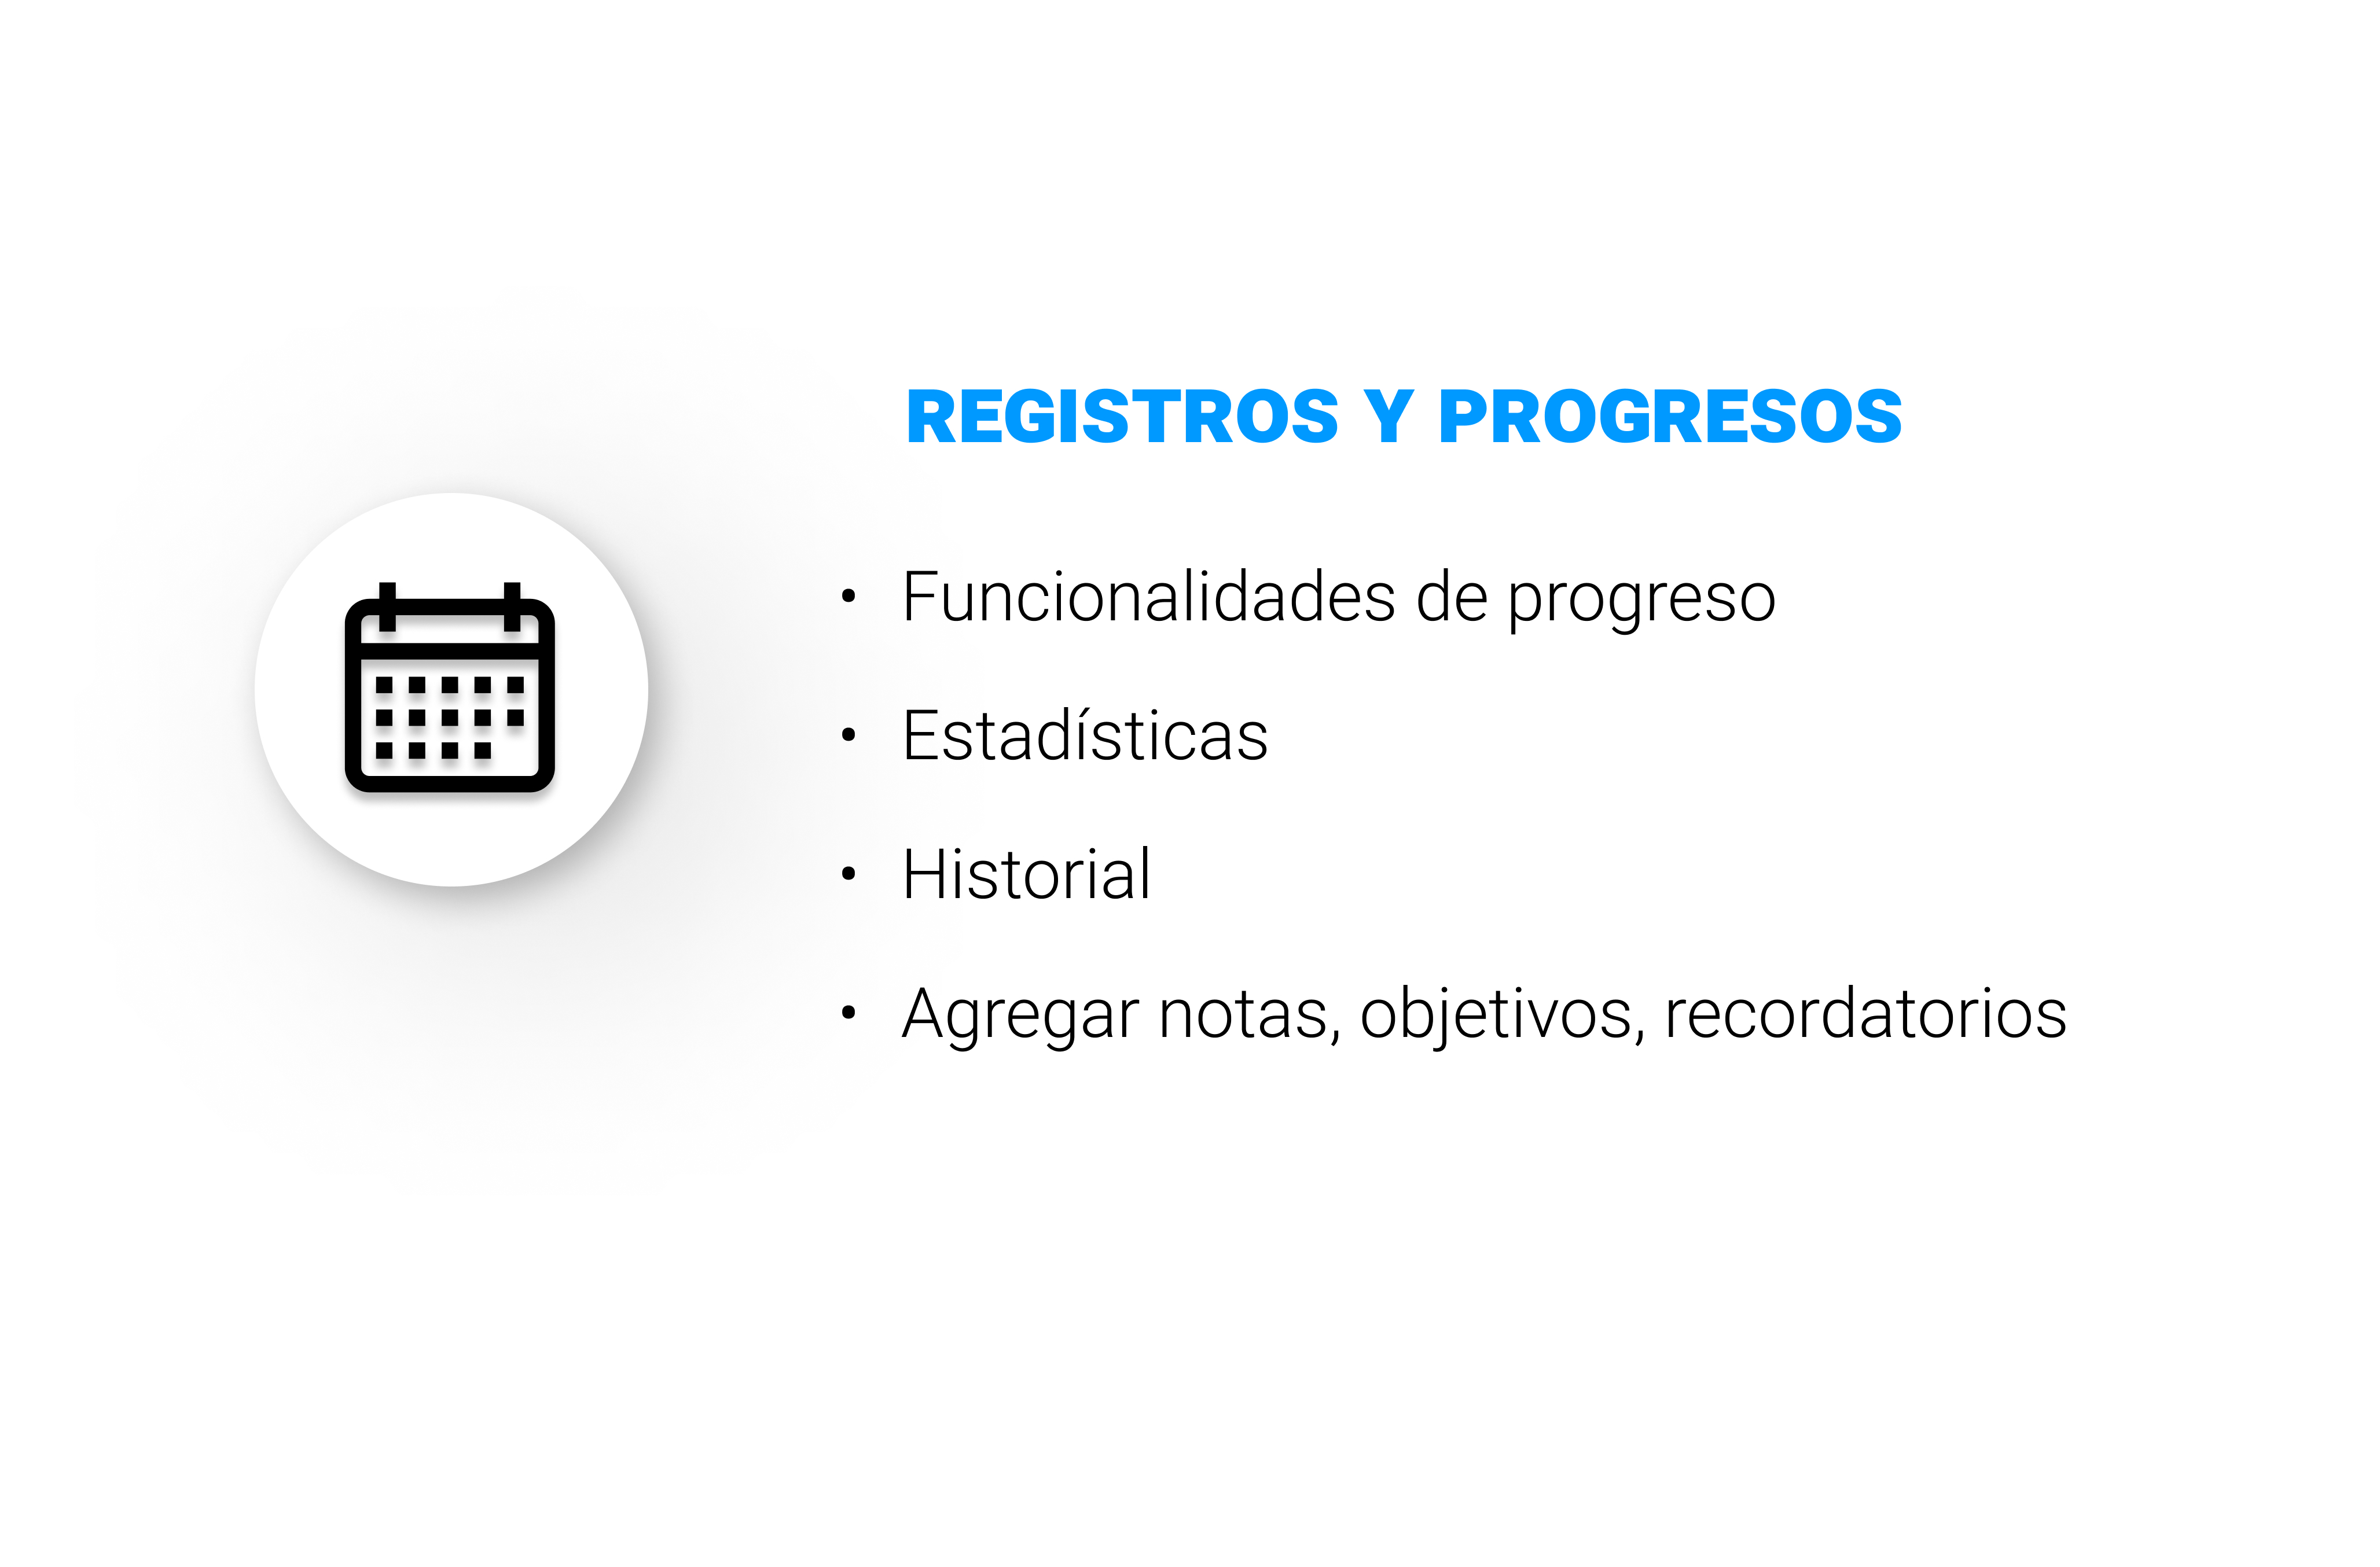 REGISTROS Y PROGRESOS
• Funcionalidades de progreso
• Estadísticas
• Historial
• Agregar notas, objetivos, recordatorios